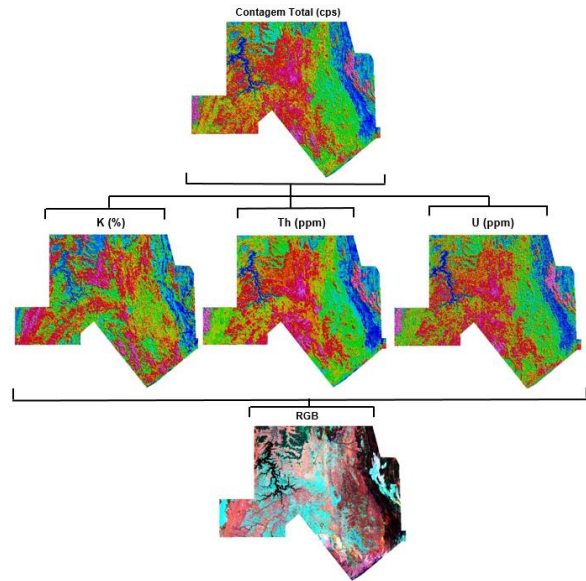 Contagem Total (cps)
K (%)
Th (ppm)
U (ppm)
RGB